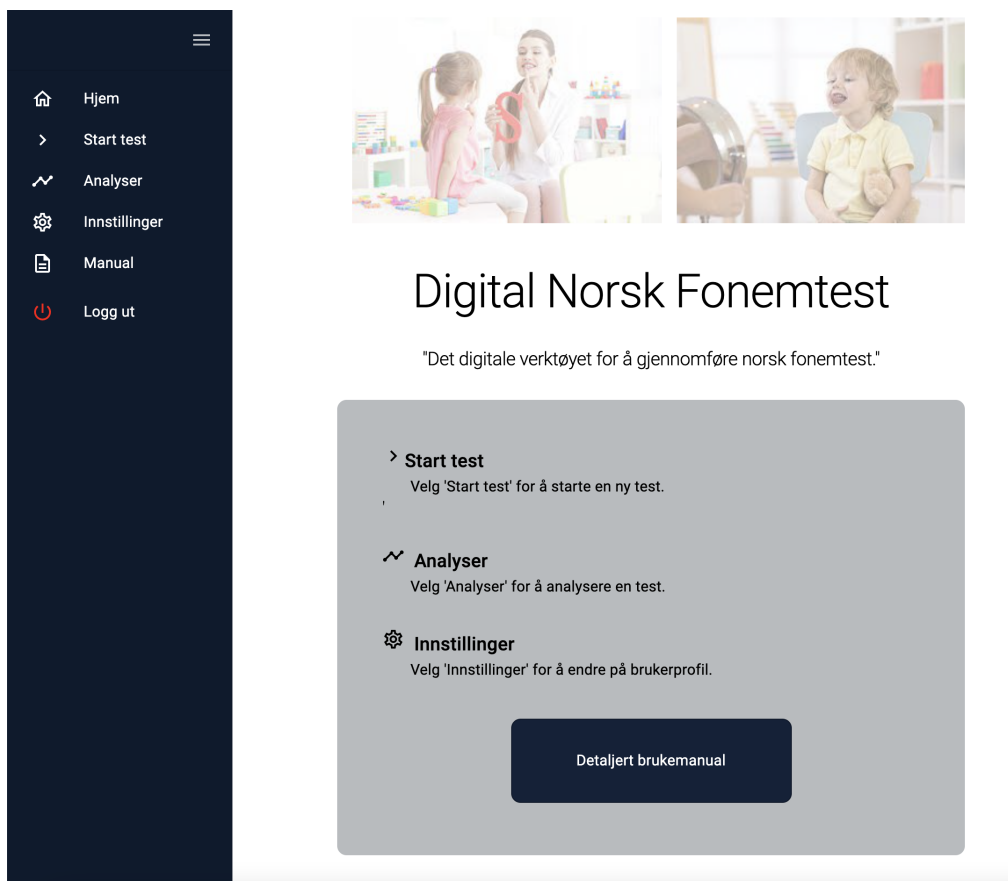 Hjem
Start test
Analyser
Innstillinger
Manual
Logg ut
S
Digital Norsk Fonemtest
"Det digitale verktøyet for å gjennomføre norsk fonemtest."
Start test
Velg 'Start test' for å starte en ny test.
,
Analyser
Velg 'Analyser' for å analysere en test.
Innstillinger
Velg 'Innstillinger' for å endre på brukerprofil.
Detaljert brukemanual